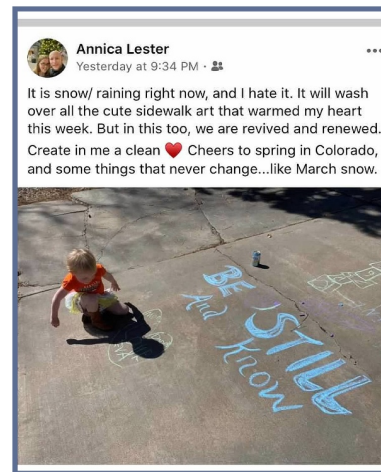 Annica Lester
Yesterday at 9:34 PM ·
It is snow/ raining right now, and I hate it. It will wash
over all the cute sidewalk art that warmed my heart
this week. But in this too, we are revived and renewed.
Create in me a clean ❤️ Cheers to spring in Colorado,
and some things that never change...like March snow.
BE STILL
And Know